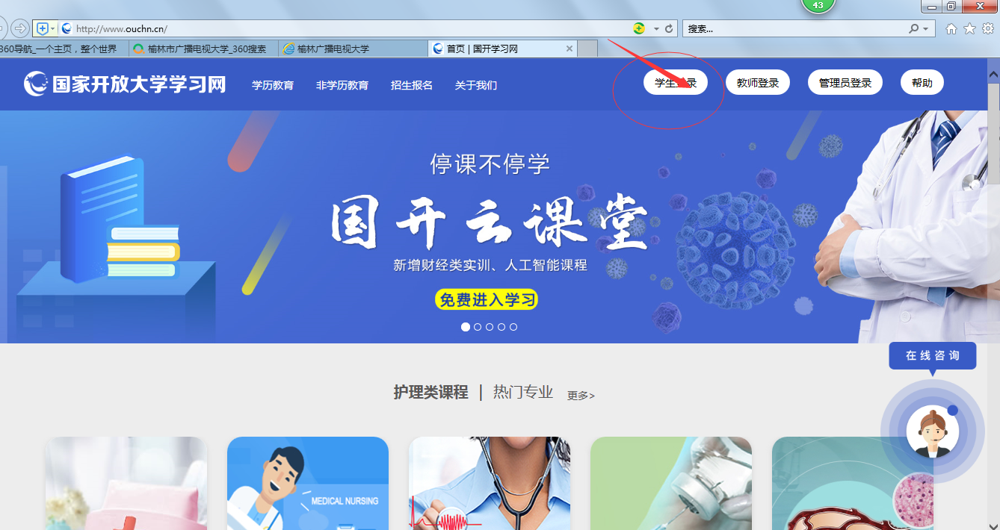 43
http://www.ouchn.cn/
搜索...
360导航_一个主页，整个世界
榆林市广播电视大学_360搜索
榆林广播电视大学
首页 | 国开学习网
国家开放大学学习网
学历教育
非学历教育
招生报名
关于我们
学生登录
教师登录
管理员登录
帮助
停课不停学
国开云课堂
新增财经类实训、人工智能课程
免费进入学习
在线咨询
护理类课程 | 热门专业 更多>
MEDICAL NURSING